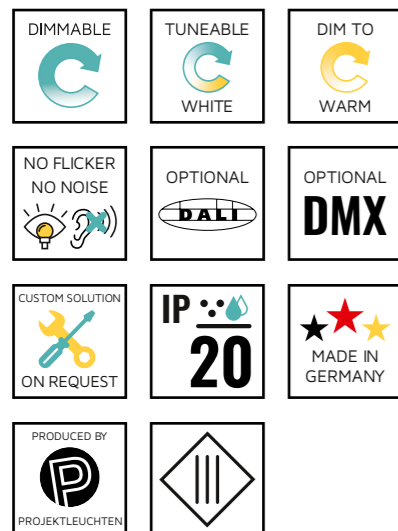 DIMMABLE
TUNEABLE
WHITE
DIM TO
WARM
NO FLICKER
NO NOISE
OPTIONAL
DALI
OPTIONAL
DMX
CUSTOM SOLUTION
ON REQUEST
IP
20
MADE IN
GERMANY
PRODUCED BY
P
PROJEKTLEUCHTEN
III